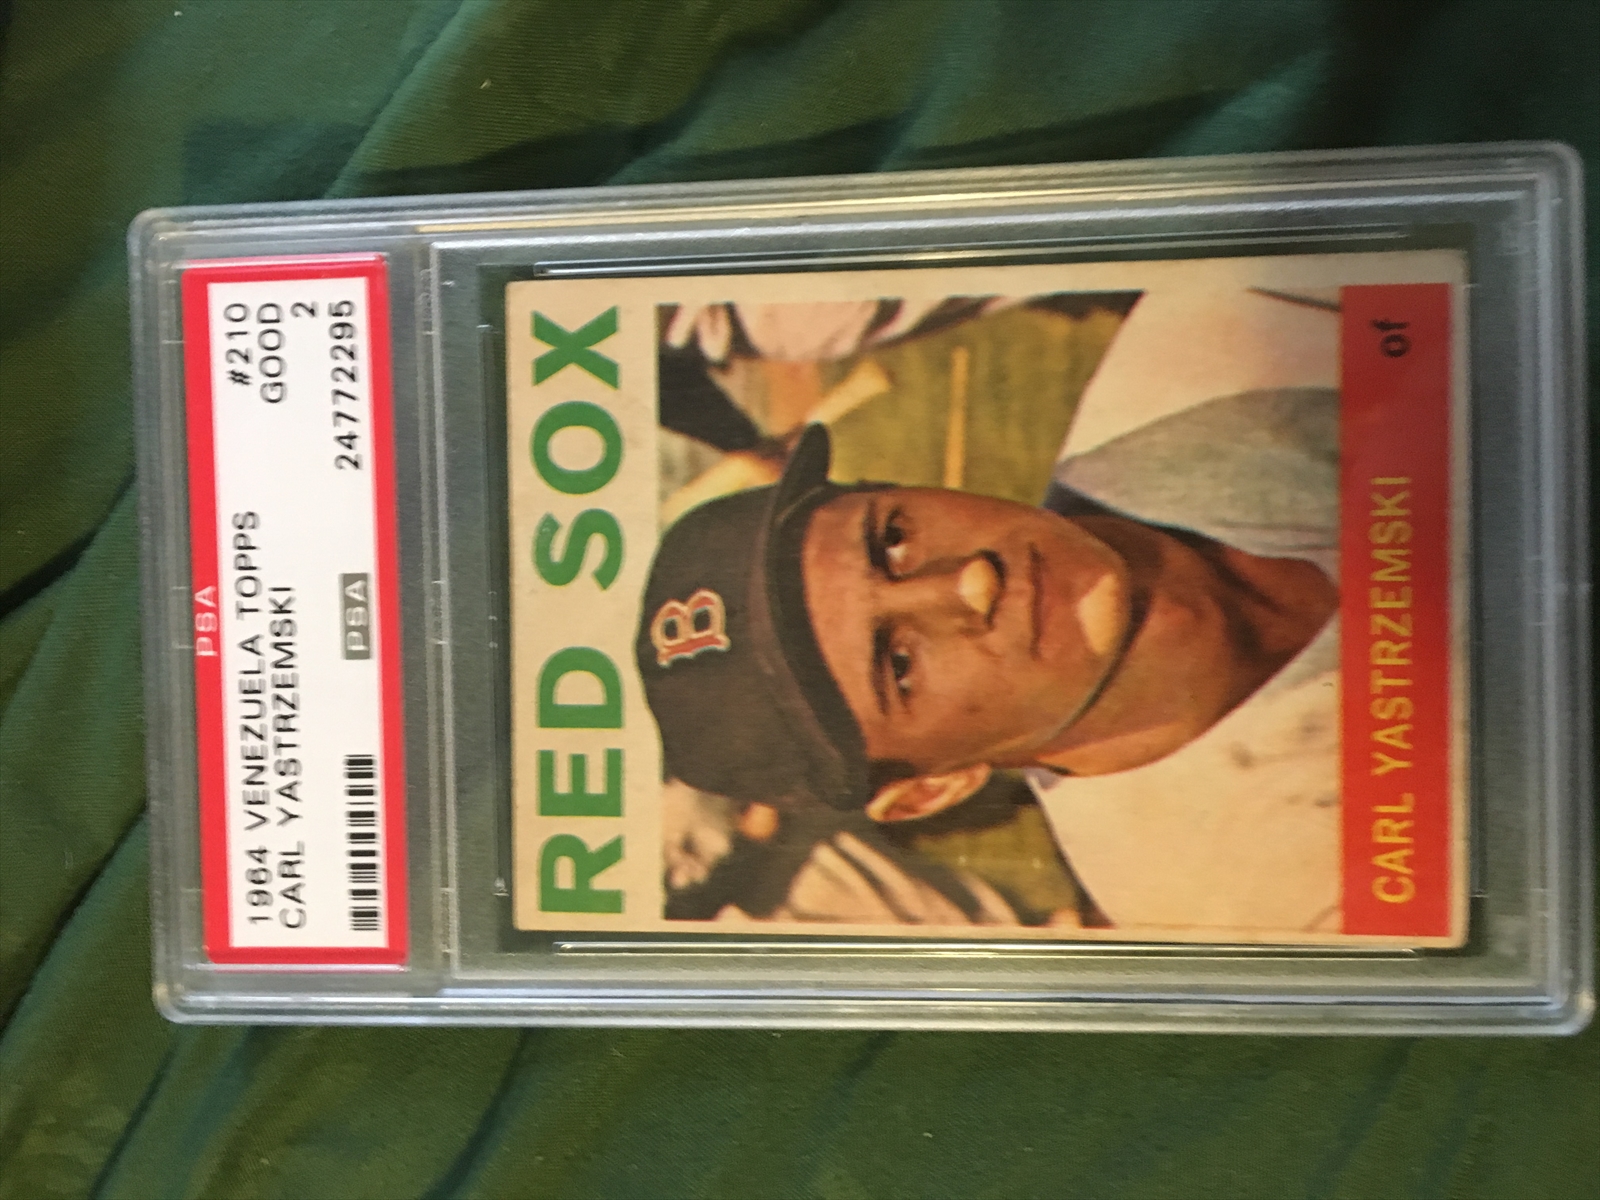 PSA
1964 VENEZUELA TOPPS #210
CARL YASTRZEMSKI GOOD
2
PSA 24772295
RED SOX
B
CARL YASTRZEMSKI of